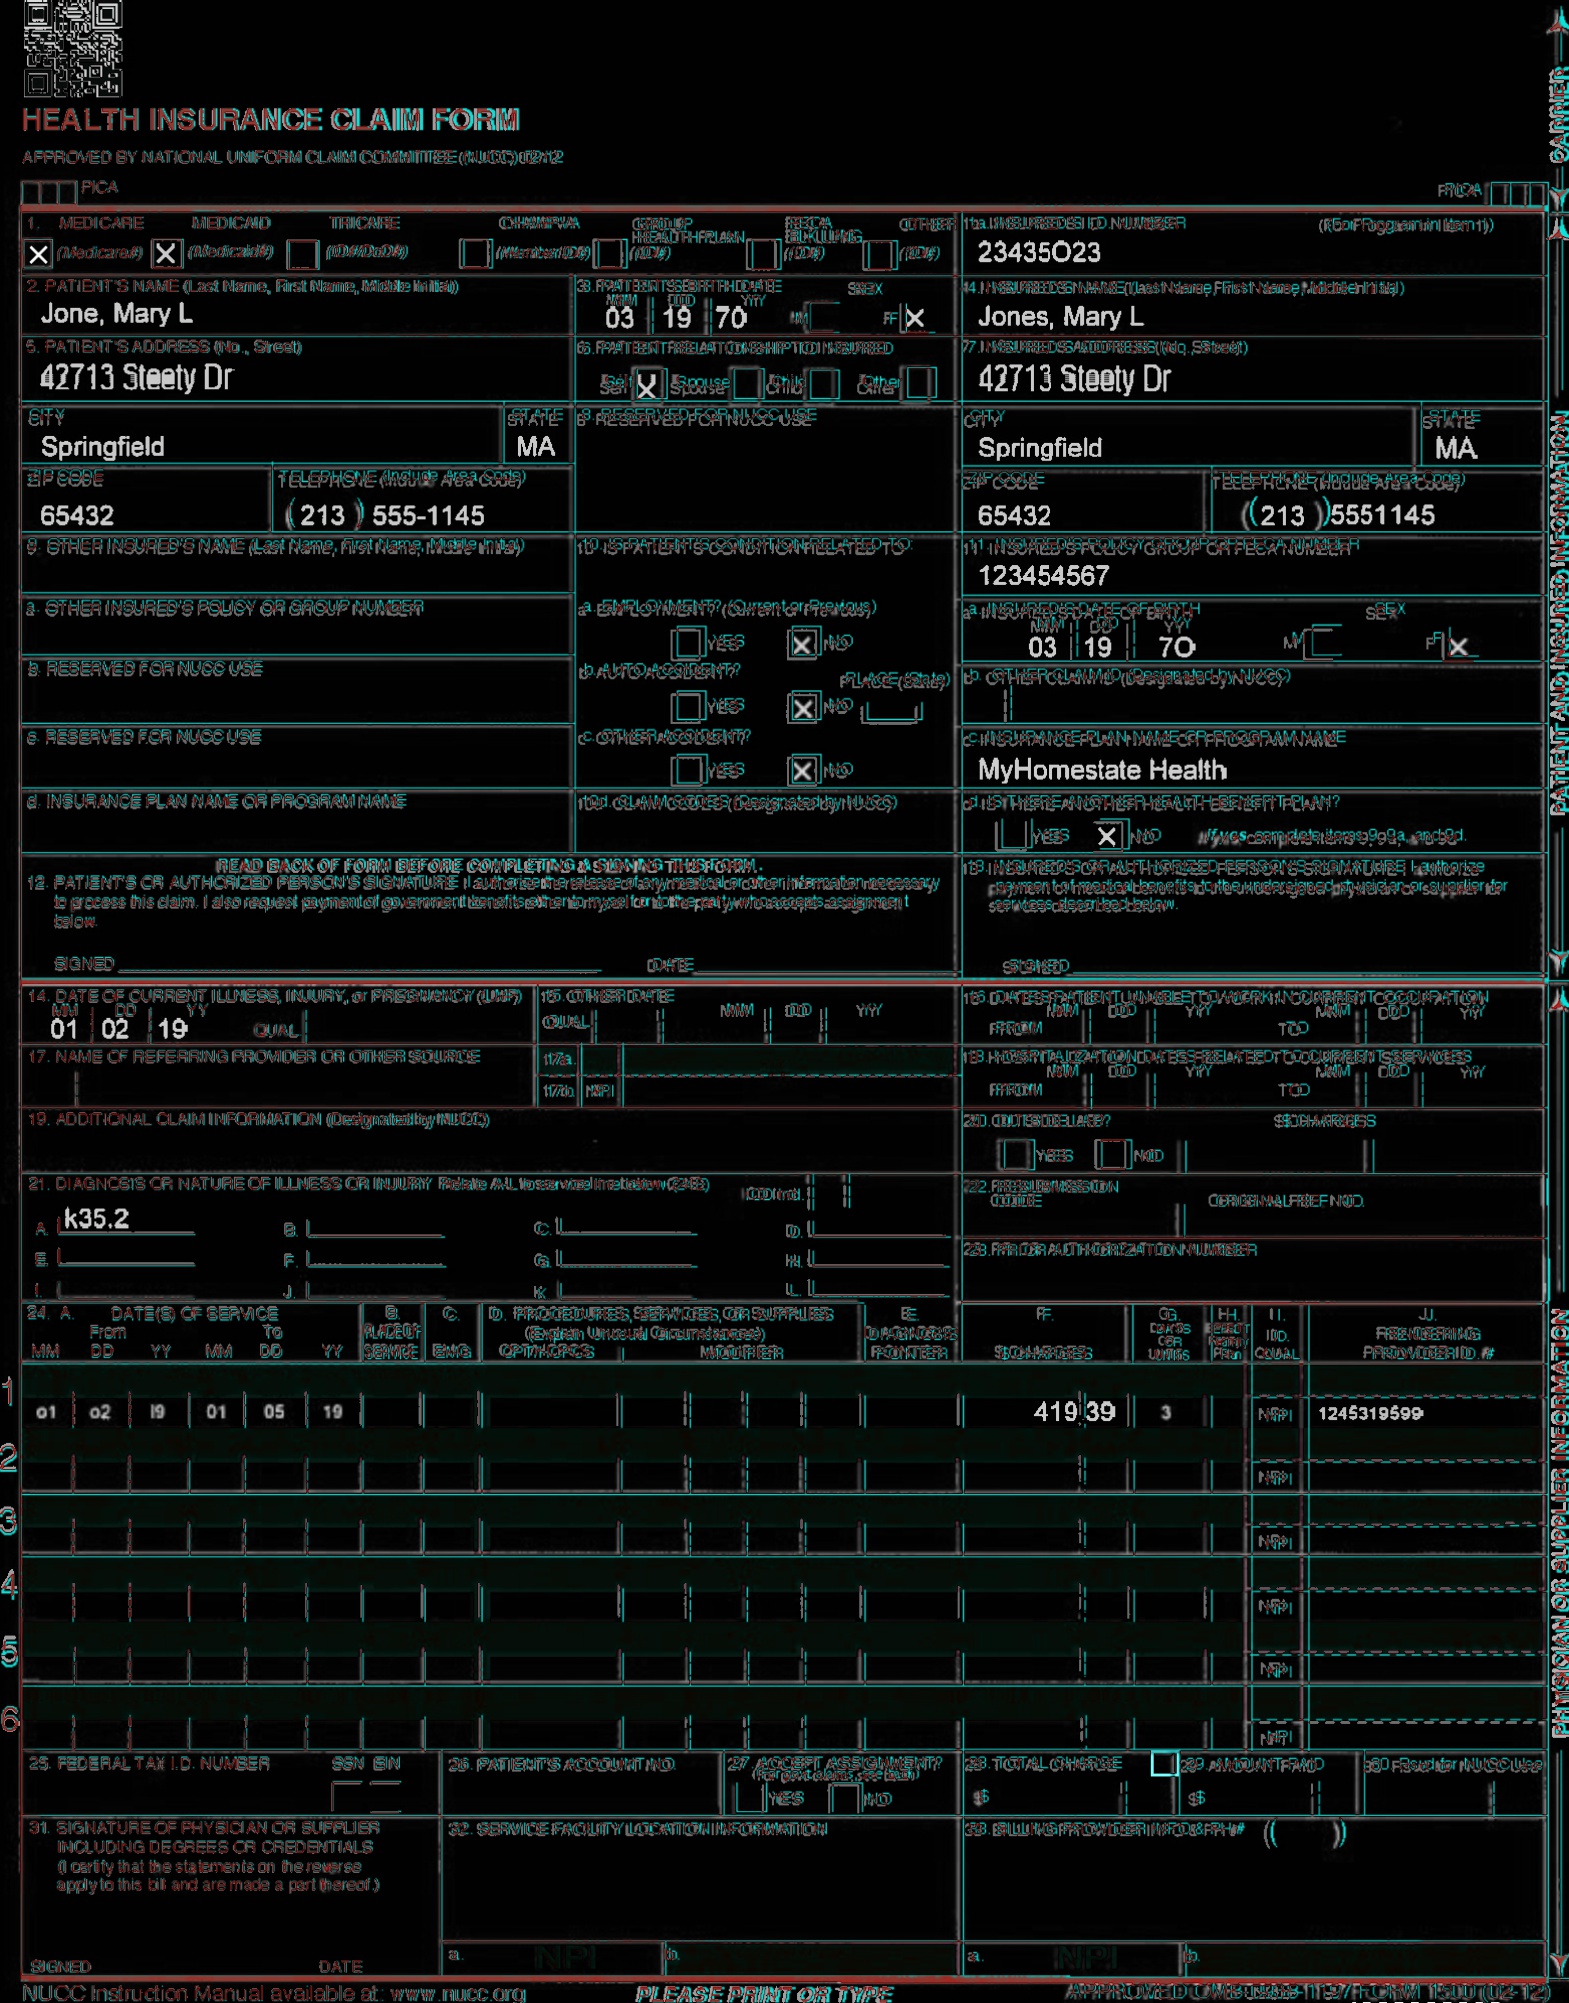 HEALTH INSURANCE CLAIM FORM
APPROVED BY NATIONAL UNIFORM CLAIM COMMITTEE (NUCC) 02/12
PICA PICA
CARRIER
1. MEDICARE MEDICAID TRICARE CHAMPVA GROUP HEALTH PLAN FECA BLK LUNG OTHER 1a. INSURED'S I.D. NUMBER (For Program in Item 1)
X (Medicare#) X (Medicaid#) (ID#/DoD#) (Member ID#) (ID#) (ID#) (ID#) 23435O23
2. PATIENT'S NAME (Last Name, First Name, Middle Initial) 3. PATIENT'S BIRTH DATE SEX 4. INSURED'S NAME (Last Name, First Name, Middle Initial)
MM DD YY
Jone, Mary L 03 19 70 M F X Jones, Mary L
5. PATIENT'S ADDRESS (No., Street) 6. PATIENT RELATIONSHIP TO INSURED 7. INSURED'S ADDRESS (No., Street)
42713 Steety Dr Self X Spouse Child Other 42713 Steety Dr
CITY STATE 8. RESERVED FOR NUCC USE CITY STATE
Springfield MA Springfield MA
ZIP CODE TELEPHONE (Include Area Code) ZIP CODE TELEPHONE (Include Area Code)
65432 (213) 555-1145 65432 (213) 5551145
9. OTHER INSURED'S NAME (Last Name, First Name, Middle Initial) 10. IS PATIENT'S CONDITION RELATED TO: 11. INSURED'S POLICY GROUP OR FECA NUMBER
123454567
a. OTHER INSURED'S POLICY OR GROUP NUMBER a. EMPLOYMENT? (Current or Previous) a. INSURED'S DATE OF BIRTH SEX
MM DD YY
YES X NO 03 19 7O M F X
b. RESERVED FOR NUCC USE b. AUTO ACCIDENT? PLACE (State) b. OTHER CLAIM ID (Designated by NUCC)
YES X NO
c. RESERVED FOR NUCC USE c. OTHER ACCIDENT? c. INSURANCE PLAN NAME OR PROGRAM NAME
YES X NO MyHomestate Health
d. INSURANCE PLAN NAME OR PROGRAM NAME 10d. CLAIM CODES (Designated by NUCC) d. IS THERE ANOTHER HEALTH BENEFIT PLAN?
YES X NO If yes, complete items 9, 9a, and 9d.
READ BACK OF FORM BEFORE COMPLETING & SIGNING THIS FORM.
12. PATIENT'S OR AUTHORIZED PERSON'S SIGNATURE I authorize the release of any medical or other information necessary
to process this claim. I also request payment of government benefits either to myself or to the party who accepts assignment
below.
SIGNED DATE
13. INSURED'S OR AUTHORIZED PERSON'S SIGNATURE I authorize
payment of medical benefits to the undersigned physician or supplier for
services described below.
SIGNED
PATIENT AND INSURED INFORMATION
14. DATE OF CURRENT ILLNESS, INJURY, or PREGNANCY (LMP) 15. OTHER DATE 16. DATES PATIENT UNABLE TO WORK IN CURRENT OCCUPATION
MM DD YY MM DD YY MM DD YY MM DD YY
01 02 19 QUAL. QUAL. FROM TO
17. NAME OF REFERRING PROVIDER OR OTHER SOURCE 17a. 18. HOSPITALIZATION DATES RELATED TO CURRENT SERVICES
MM DD YY MM DD YY
17b. NPI FROM TO
19. ADDITIONAL CLAIM INFORMATION (Designated by NUCC) 20. OUTSIDE LAB? $ CHARGES
YES NO
21. DIAGNOSIS OR NATURE OF ILLNESS OR INJURY Relate A-L to service line below (24E) ICD Ind. 22. RESUBMISSION CODE ORIGINAL REF. NO.
A. k35.2 B. C. D.
E. F. G. H. 23. PRIOR AUTHORIZATION NUMBER
I. J. K. L.
24. A. DATE(S) OF SERVICE B. C. D. PROCEDURES, SERVICES, OR SUPPLIES E. F. G. H. I. J.
From To PLACE OF (Explain Unusual Circumstances) DIAGNOSIS DAYS OR EPSDT Family ID. RENDERING
MM DD YY MM DD YY SERVICE EMG CPT/HCPCS MODIFIER POINTER $ CHARGES UNITS Plan QUAL. PROVIDER ID. #
1 o1 o2 I9 01 05 19 419 39 3 NPI 1245319599
2 NPI
3 NPI
4 NPI
5 NPI
6 NPI
PHYSICIAN OR SUPPLIER INFORMATION
25. FEDERAL TAX I.D. NUMBER SSN EIN 26. PATIENT'S ACCOUNT NO. 27. ACCEPT ASSIGNMENT? 28. TOTAL CHARGE 29. AMOUNT PAID 30. Rsvd for NUCC Use
(For govt. claims, see back)
YES NO $ $
31. SIGNATURE OF PHYSICIAN OR SUPPLIER 32. SERVICE FACILITY LOCATION INFORMATION 33. BILLING PROVIDER INFO & PH # ( )
INCLUDING DEGREES OR CREDENTIALS
(I certify that the statements on the reverse
apply to this bill and are made a part thereof.)
SIGNED DATE a. NPI b. a. NPI b.
NUCC Instruction Manual available at: www.nucc.org PLEASE PRINT OR TYPE APPROVED OMB-0938-1197 FORM 1500 (02-12)